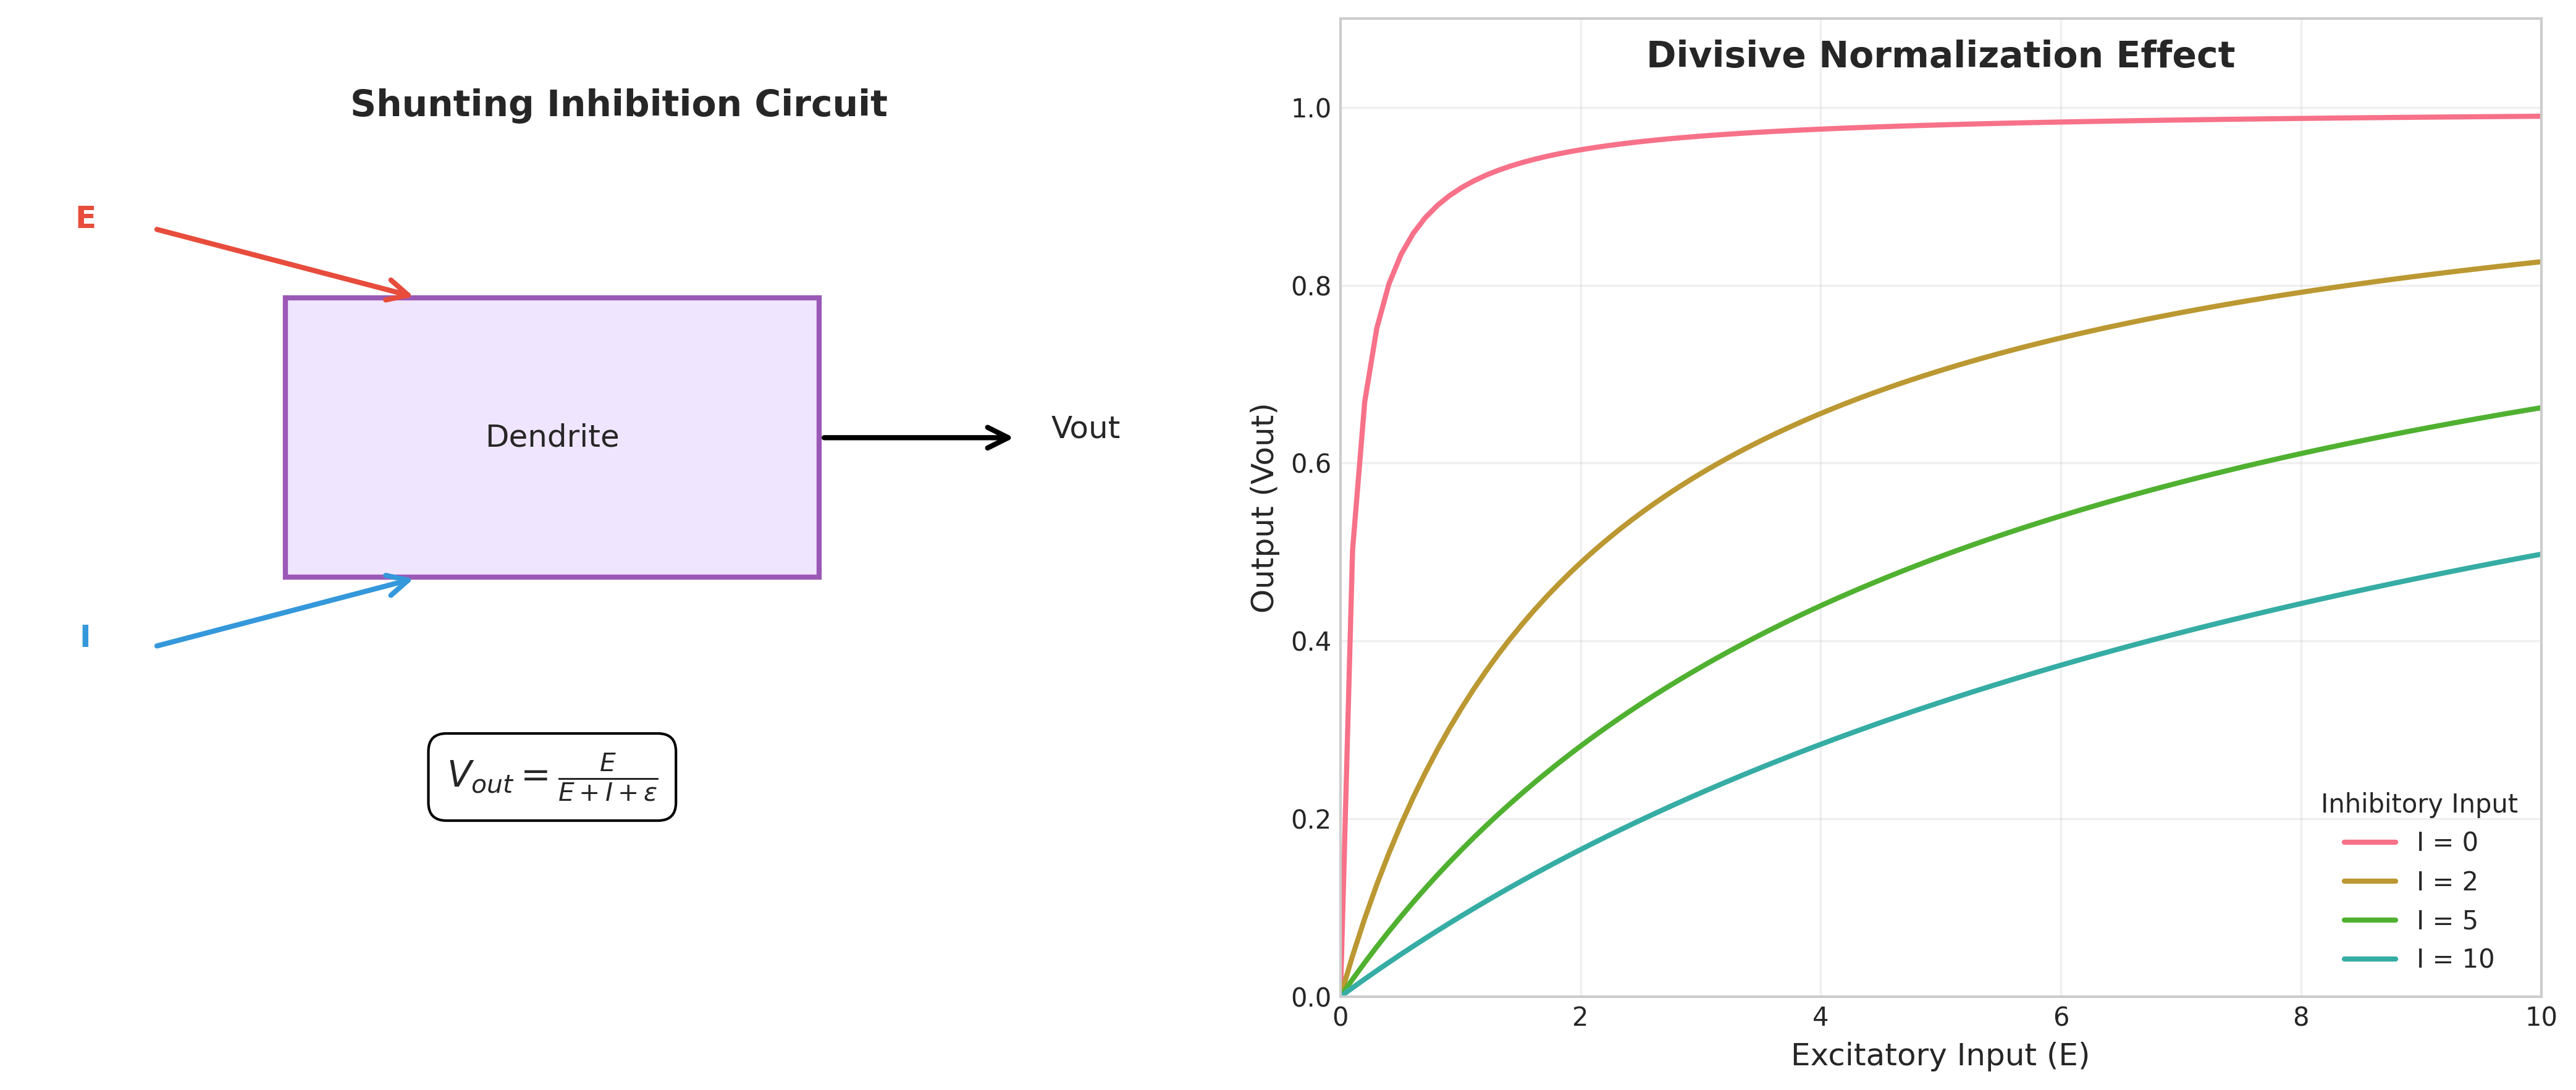 Shunting Inhibition Circuit
E
Dendrite
Vout
I
V_out = E / (E + I + ε)
Divisive Normalization Effect
Output (Vout)
1.0
0.8
0.6
0.4
0.2
0.0
0 2 4 6 8 10
Excitatory Input (E)
Inhibitory Input
I = 0
I = 2
I = 5
I = 10